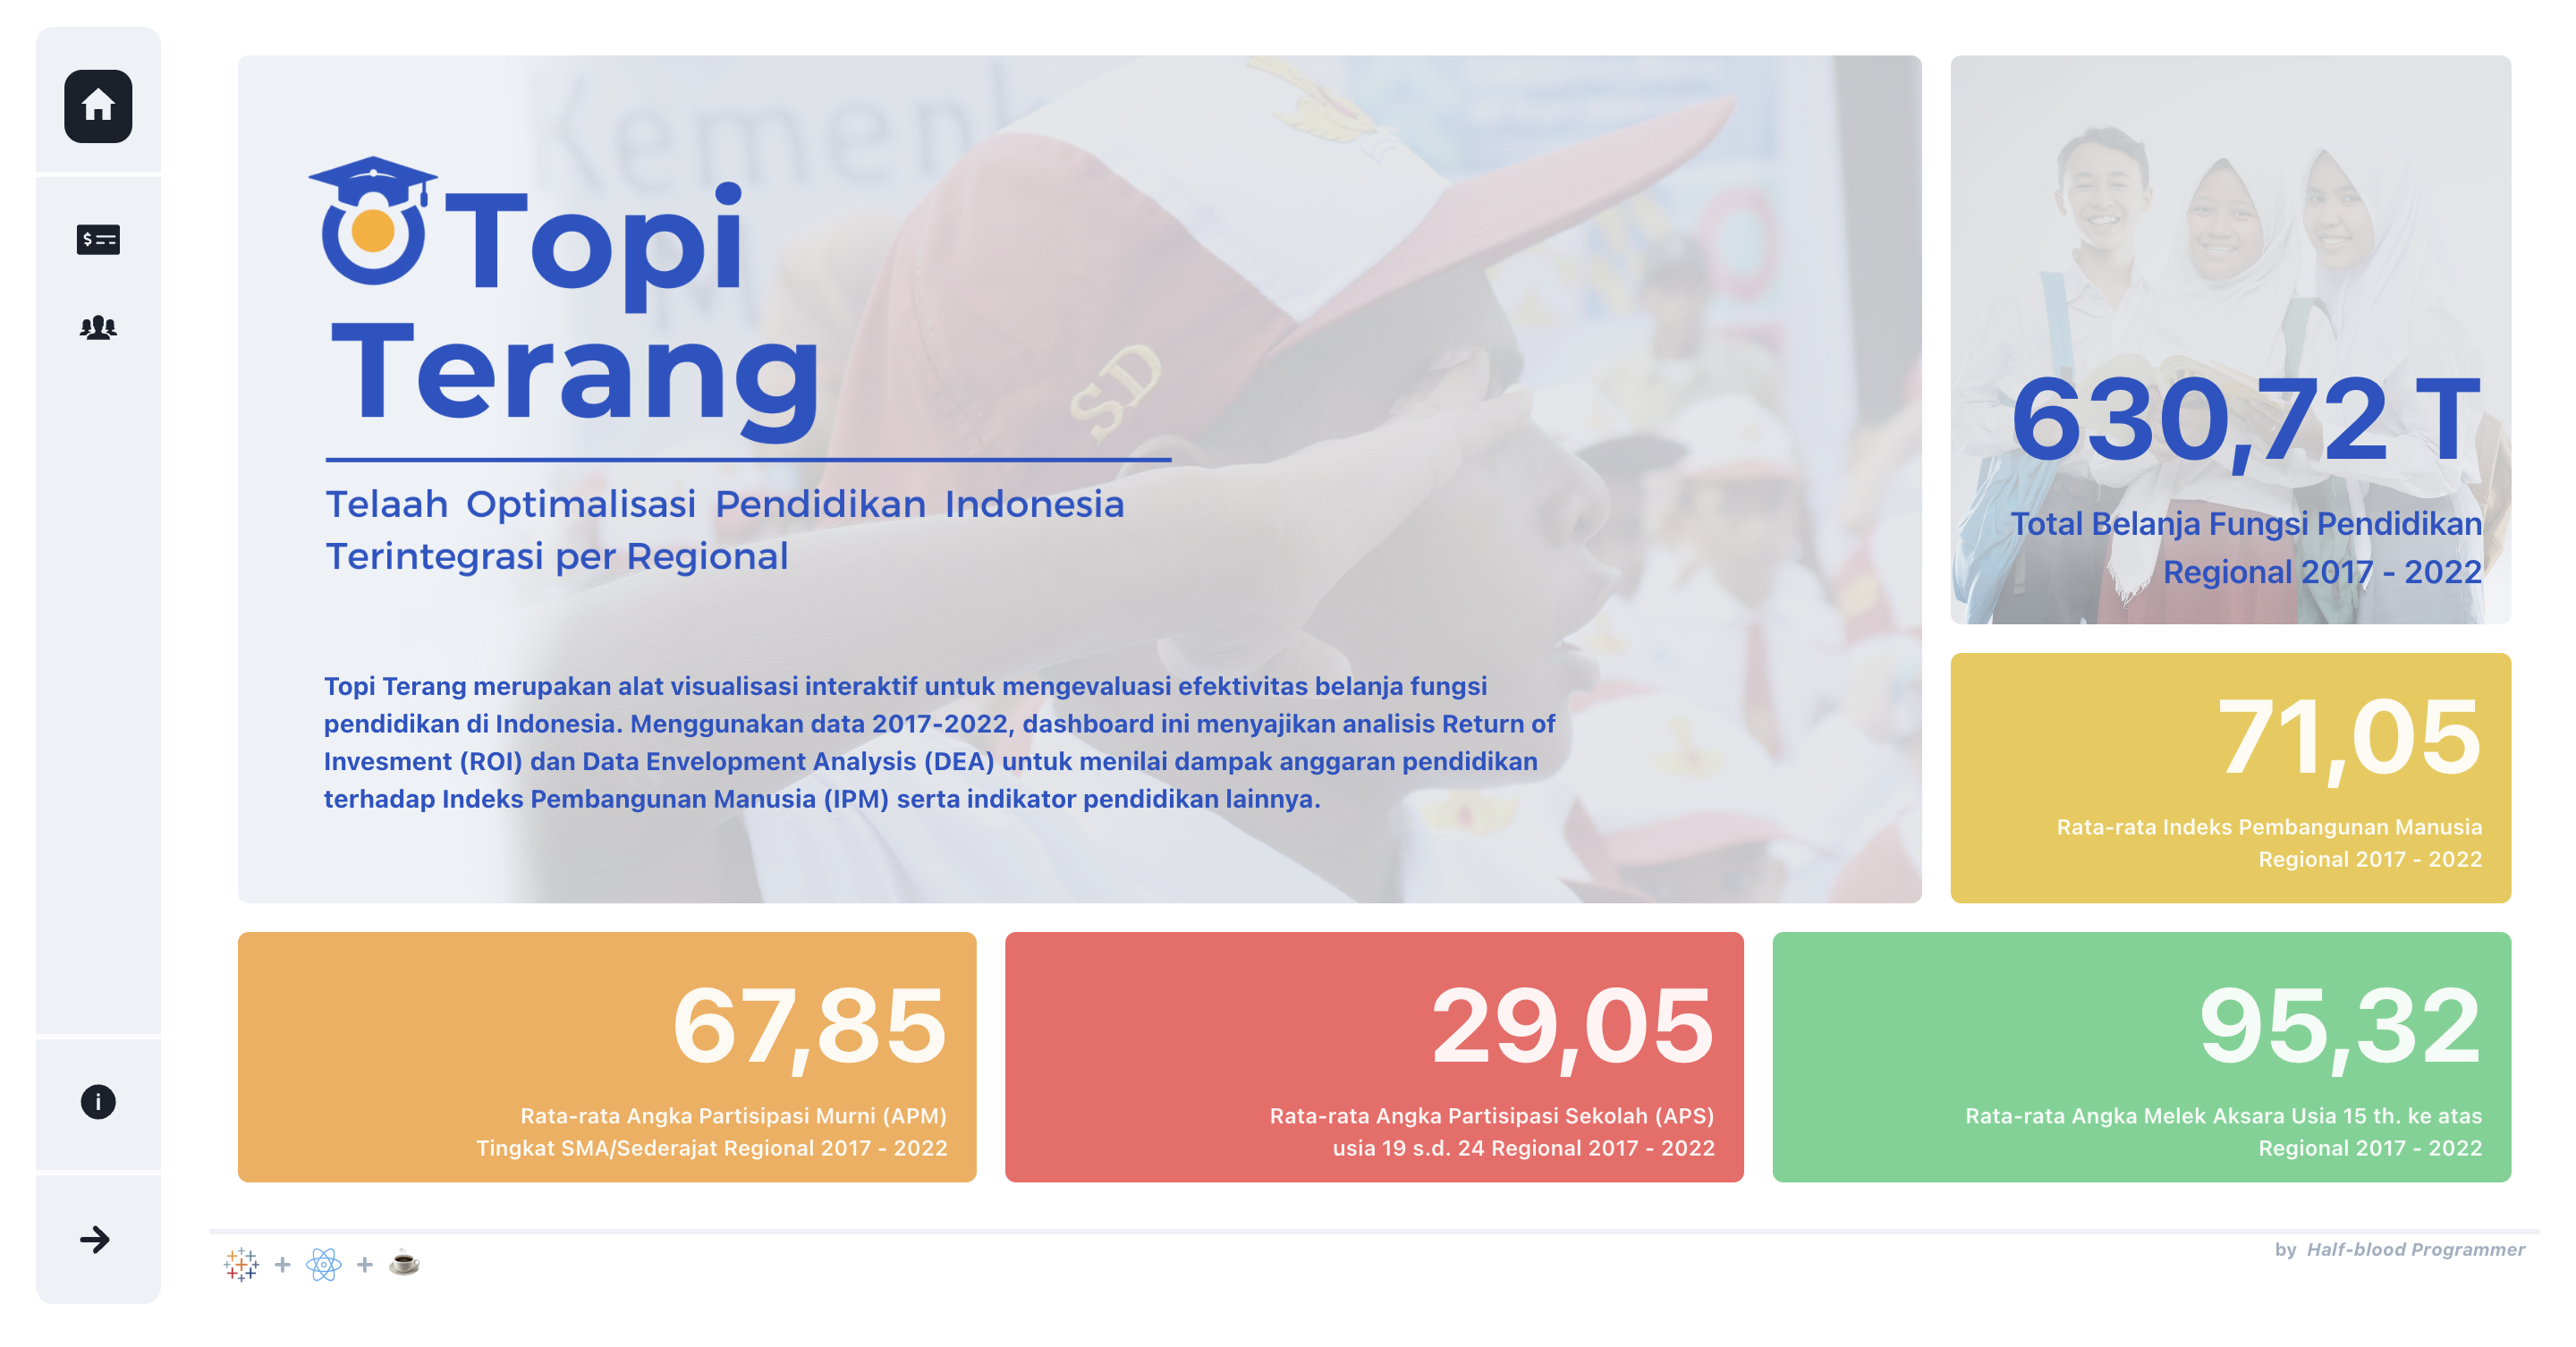 Kemen
Topi
Terang
SD
Telaah Optimalisasi Pendidikan Indonesia
Terintegrasi per Regional
Topi Terang merupakan alat visualisasi interaktif untuk mengevaluasi efektivitas belanja fungsi
pendidikan di Indonesia. Menggunakan data 2017-2022, dashboard ini menyajikan analisis Return of
Invesment (ROI) dan Data Envelopment Analysis (DEA) untuk menilai dampak anggaran pendidikan
terhadap Indeks Pembangunan Manusia (IPM) serta indikator pendidikan lainnya.
630,72 T
Total Belanja Fungsi Pendidikan
Regional 2017 - 2022
71,05
Rata-rata Indeks Pembangunan Manusia
Regional 2017 - 2022
67,85
Rata-rata Angka Partisipasi Murni (APM)
Tingkat SMA/Sederajat Regional 2017 - 2022
29,05
Rata-rata Angka Partisipasi Sekolah (APS)
usia 19 s.d. 24 Regional 2017 - 2022
95,32
Rata-rata Angka Melek Aksara Usia 15 th. ke atas
Regional 2017 - 2022
+ +
by Half-blood Programmer